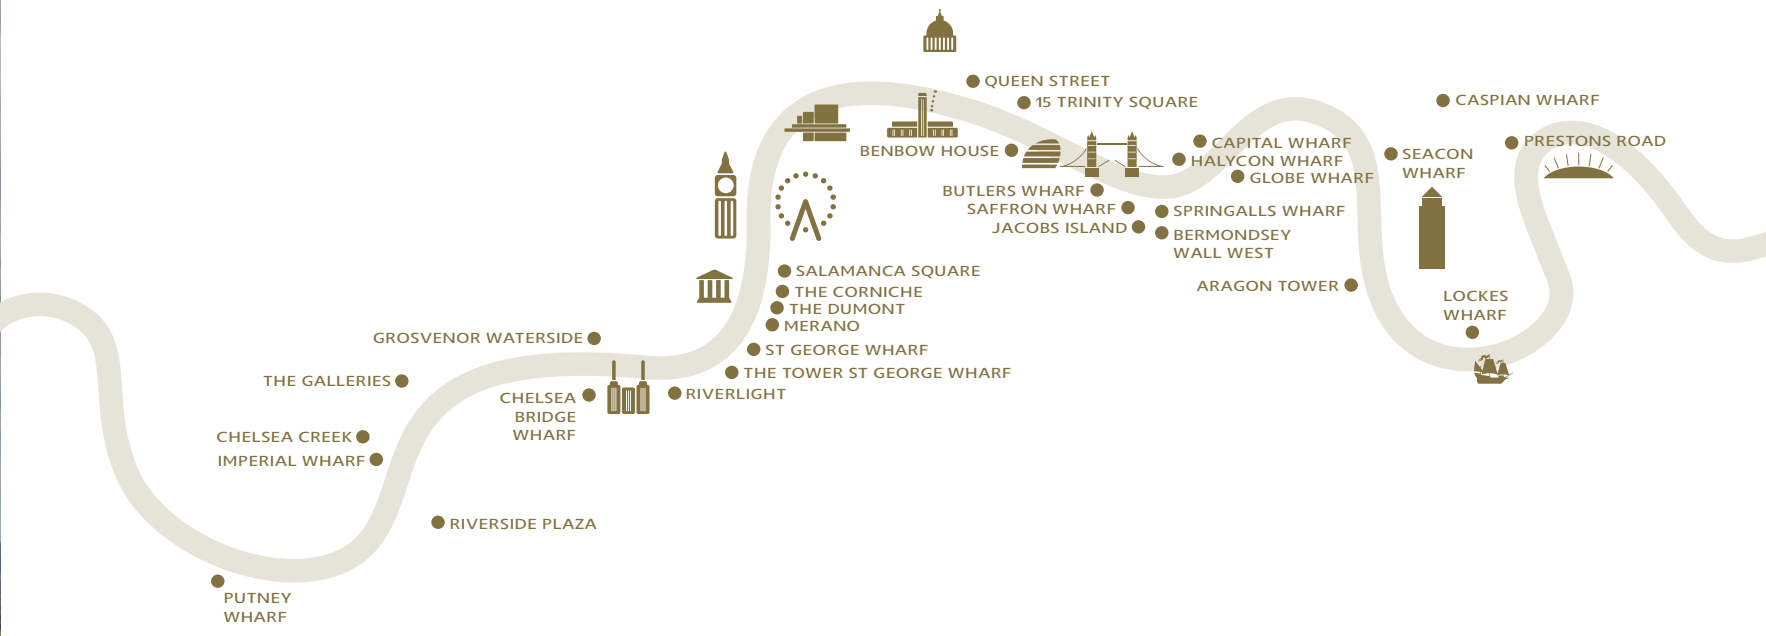 QUEEN STREET
15 TRINITY SQUARE
CASPIAN WHARF
BENBOW HOUSE
CAPITAL WHARF
HALYCON WHARF
GLOBE WHARF
SEACON
WHARF
PRESTONS ROAD
BUTLERS WHARF
SAFFRON WHARF
JACOBS ISLAND
SPRINGALLS WHARF
BERMONDSEY
WALL WEST
SALAMANCA SQUARE
THE CORNICHE
THE DUMONT
MERANO
ST GEORGE WHARF
THE TOWER ST GEORGE WHARF
RIVERLIGHT
ARAGON TOWER
LOCKES
WHARF
GROSVENOR WATERSIDE
THE GALLERIES
CHELSEA
BRIDGE
WHARF
CHELSEA CREEK
IMPERIAL WHARF
RIVERSIDE PLAZA
PUTNEY
WHARF